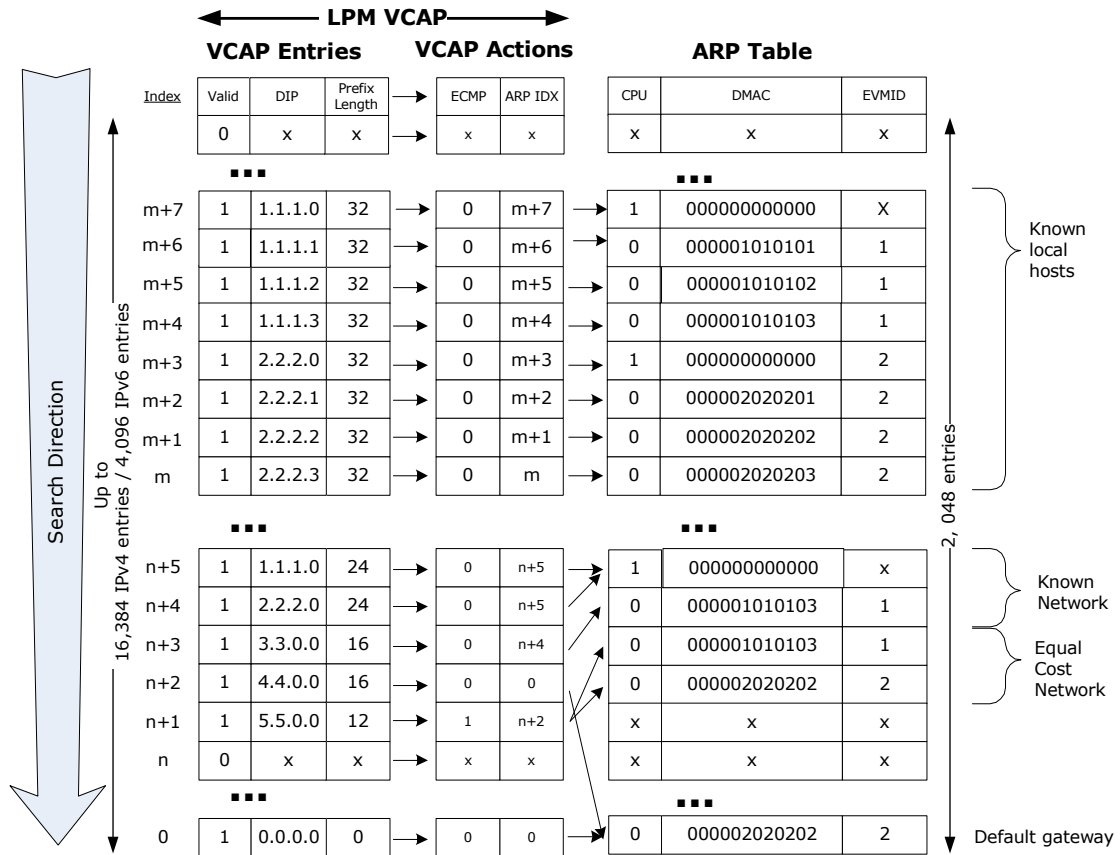 LPM VCAP
VCAP Entries VCAP Actions ARP Table
Index Valid DIP Prefix Length ECMP ARP IDX CPU DMAC EVMID
0 x x x x x x x
... ...
m+7 1 1.1.1.0 32 0 m+7 1 000000000000 X
m+6 1 1.1.1.1 32 0 m+6 0 000001010101 1
m+5 1 1.1.1.2 32 0 m+5 0 000001010102 1
m+4 1 1.1.1.3 32 0 m+4 0 000001010103 1
m+3 1 2.2.2.0 32 0 m+3 1 000000000000 2
m+2 1 2.2.2.1 32 0 m+2 0 000002020201 2
m+1 1 2.2.2.2 32 0 m+1 0 000002020202 2
m 1 2.2.2.3 32 0 m 0 000002020203 2
Known
local
hosts
... ...
n+5 1 1.1.1.0 24 0 n+5 1 000000000000 x
n+4 1 2.2.2.0 24 0 n+5 0 000001010103 1
n+3 1 3.3.0.0 16 0 n+4 0 000001010103 1
n+2 1 4.4.0.0 16 0 0 0 000002020202 2
n+1 1 5.5.0.0 12 1 n+2 x x x
n 0 x x x x x x x
Known
Network
Equal
Cost
Network
... ...
0 1 0.0.0.0 0 0 0 0 000002020202 2 Default gateway
Search Direction
Up to
16,384 IPv4 entries / 4,096 IPv6 entries
2, 048 entries